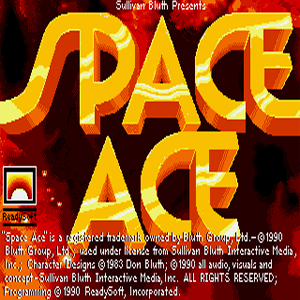 Sullivan Bluth Presents
SPACE
ACE
ReadySoft
"Space Ace" is a registered trademark owned by Bluth Group, Ltd.-©1990
Bluth Group, Ltd., used under license from Sullivan Bluth Interactive Media,
Inc.; Character Designs ©1983 Don Bluth; ©1990 all audio, visuals and
concept-Sullivan Bluth Interactive Media, Inc. ALL RIGHTS RESERVED;
Programming ©1990 ReadySoft, Incorporated.